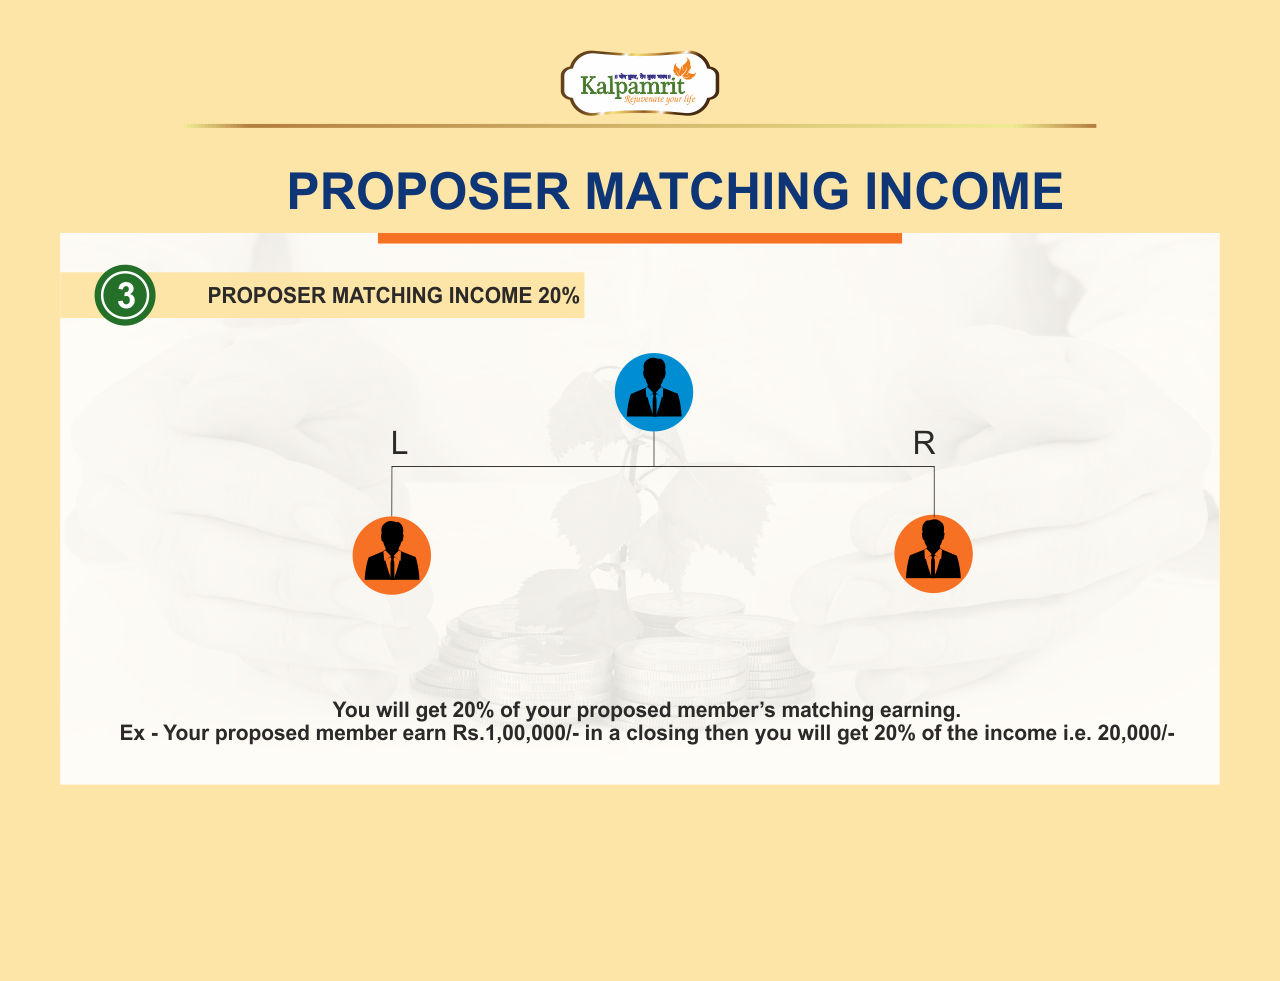 Kalpamrit
Rejuvenate your life
PROPOSER MATCHING INCOME
3
PROPOSER MATCHING INCOME 20%
L
R
You will get 20% of your proposed member’s matching earning.
Ex - Your proposed member earn Rs.1,00,000/- in a closing then you will get 20% of the income i.e. 20,000/-